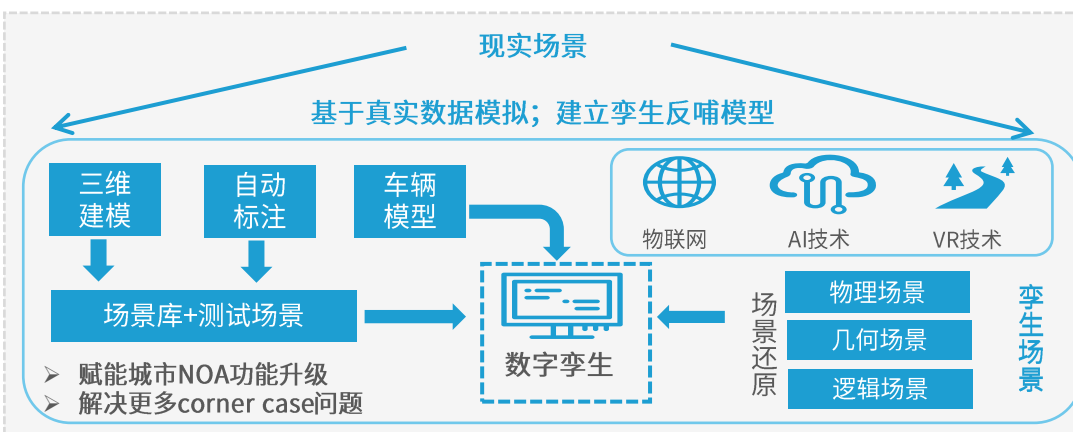 现实场景
基于真实数据模拟；建立孪生反哺模型
三维
建模
自动
标注
车辆
模型
物联网
AI技术
VR技术
场景库+测试场景
数字孪生
场景还原
物理场景
几何场景
逻辑场景
孪生场景
➢ 赋能城市NOA功能升级
➢ 解决更多corner case问题